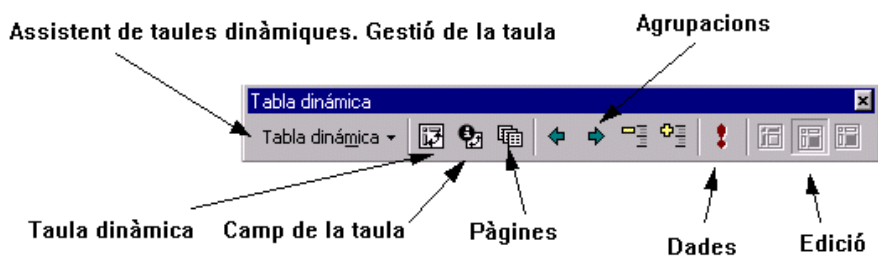 Assistent de taules dinàmiques. Gestió de la taula
Agrupacions
Tabla dinámica
Tabla dinámica
Taula dinàmica
Camp de la taula
Pàgines
Dades
Edició